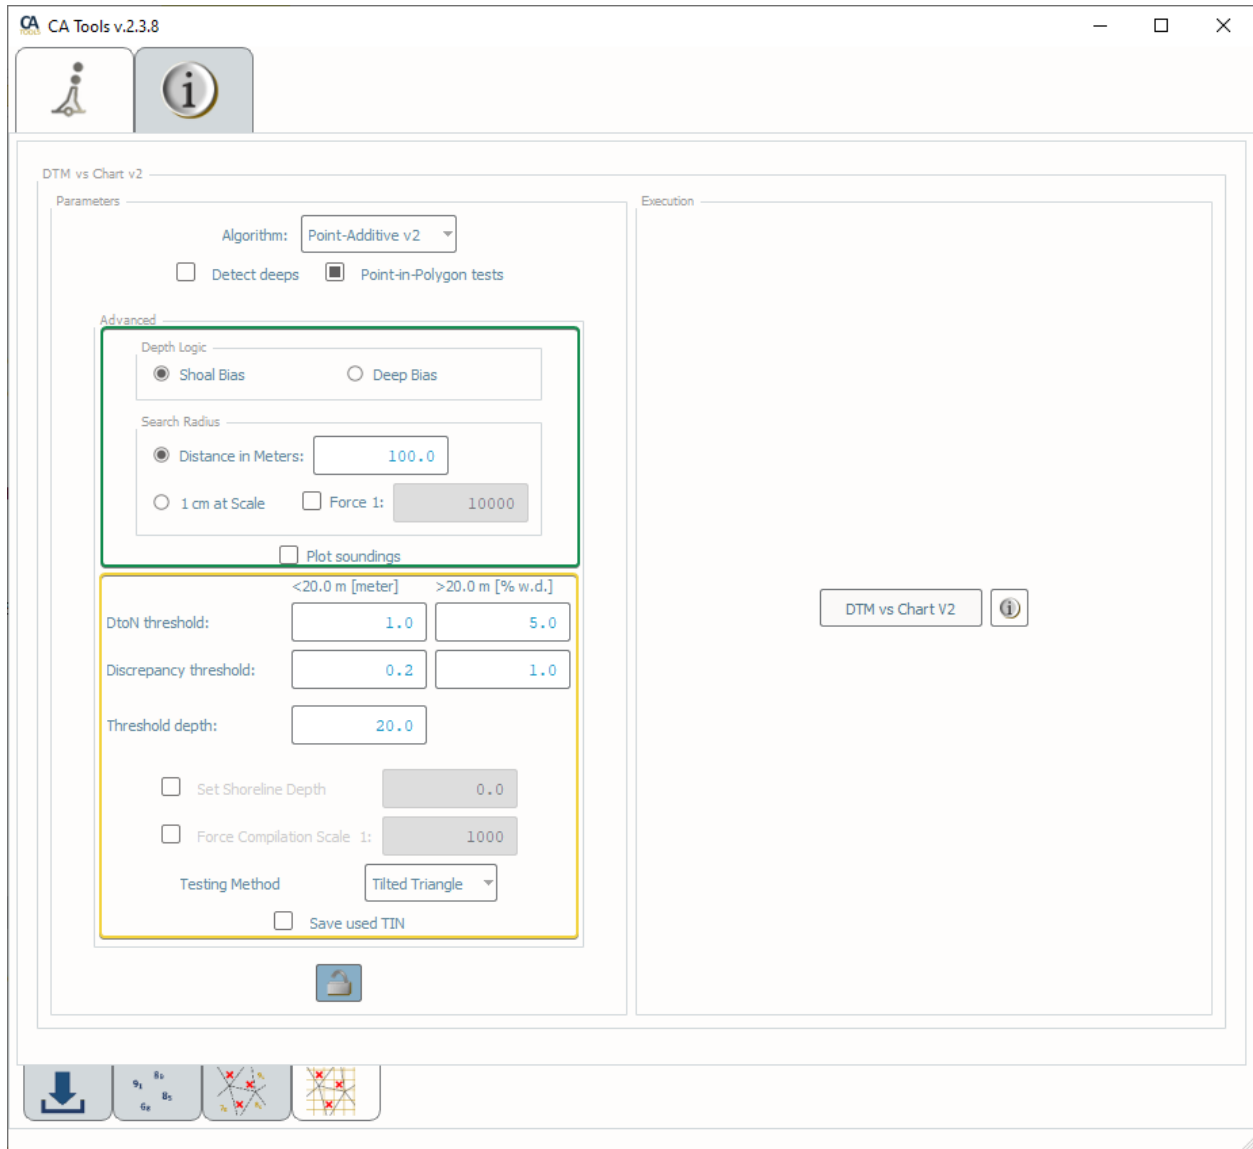 CA TOOLS CA Tools v.2.3.8
DTM vs Chart v2
Parameters
Execution
Algorithm: Point-Additive v2
Detect deeps Point-in-Polygon tests
Advanced
Depth Logic
Shoal Bias Deep Bias
Search Radius
Distance in Meters: 100.0
1 cm at Scale Force 1: 10000
Plot soundings
<20.0 m [meter] >20.0 m [% w.d.]
DtoN threshold: 1.0 5.0
Discrepancy threshold: 0.2 1.0
Threshold depth: 20.0
Set Shoreline Depth 0.0
Force Compilation Scale 1: 1000
Testing Method Tilted Triangle
Save used TIN
DTM vs Chart V2